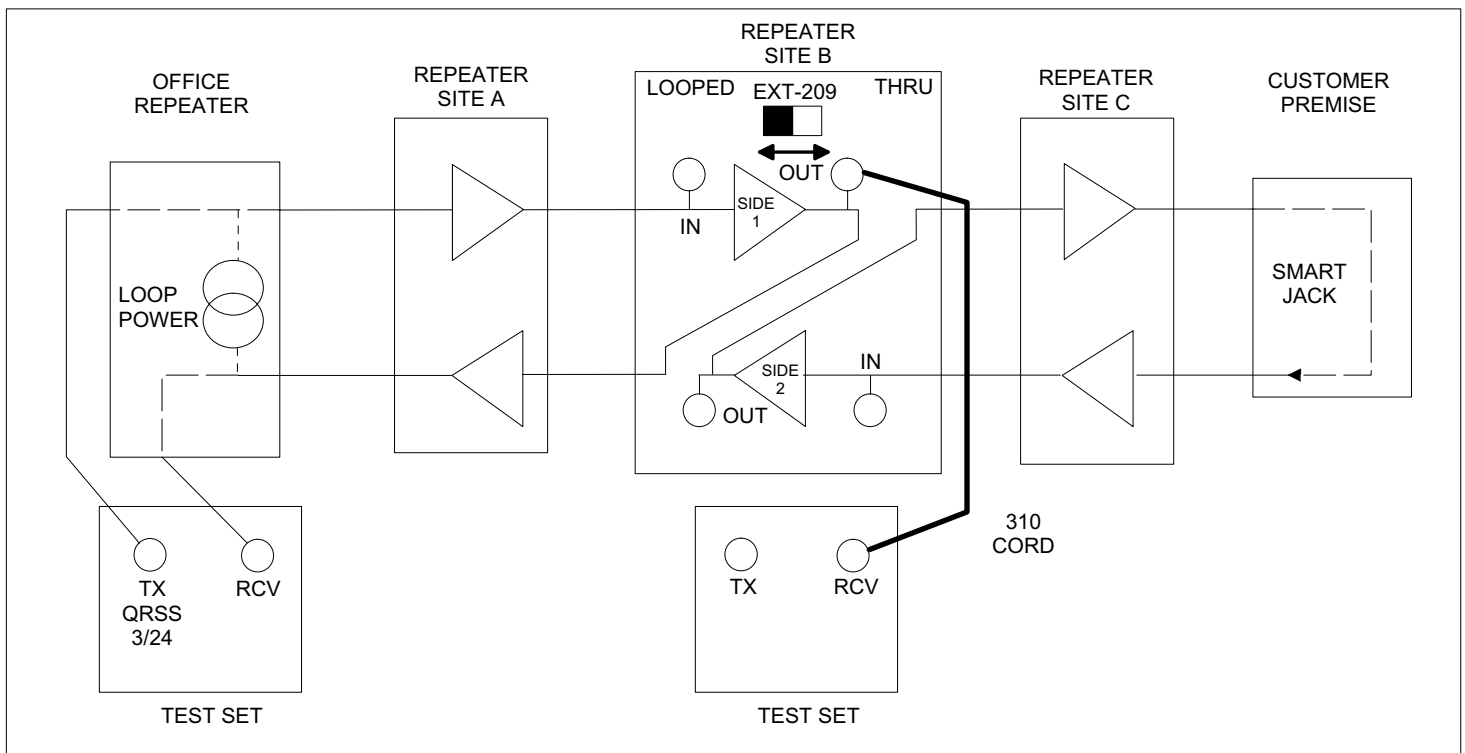 OFFICE
REPEATER
REPEATER
SITE A
REPEATER
SITE B
REPEATER
SITE C
CUSTOMER
PREMISE
LOOPED
EXT-209
THRU
OUT
IN
SIDE
1
LOOP
POWER
SMART
JACK
SIDE
2
IN
OUT
TX
QRSS
3/24
RCV
TEST SET
TX
RCV
TEST SET
310
CORD